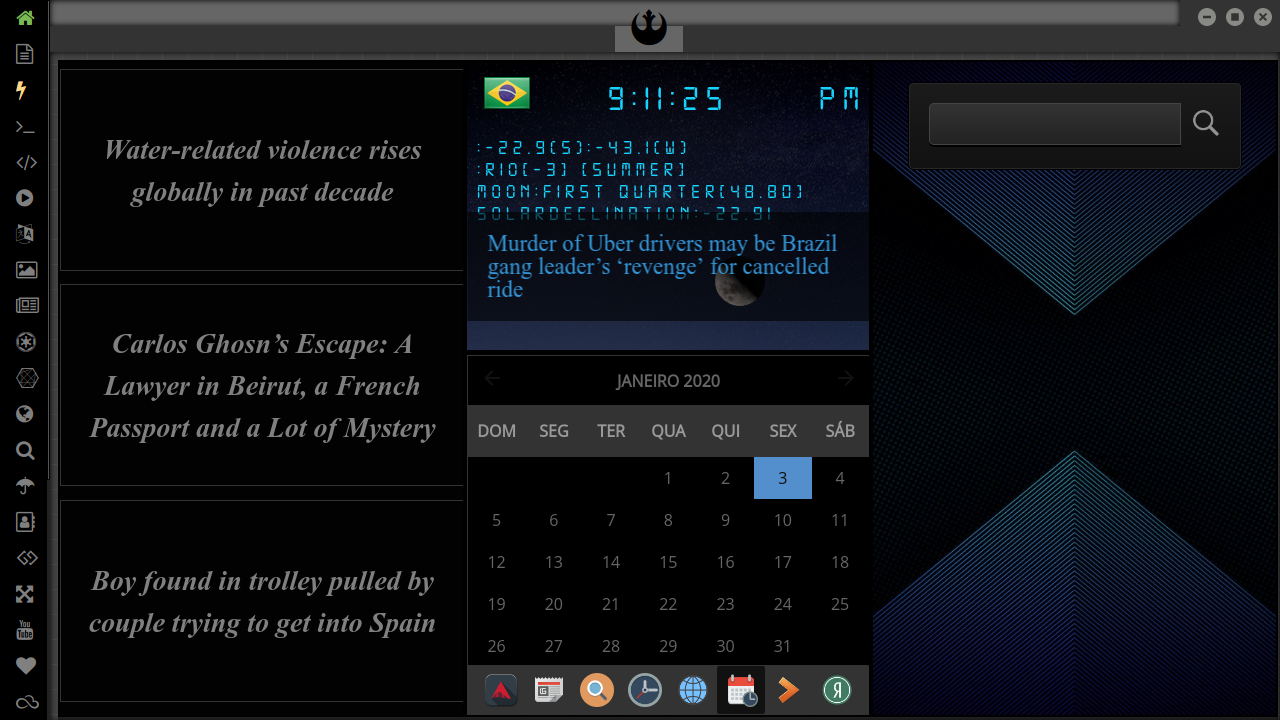 Water-related violence rises
globally in past decade
Carlos Ghosn’s Escape: A
Lawyer in Beirut, a French
Passport and a Lot of Mystery
Boy found in trolley pulled by
couple trying to get into Spain
9:11:25 PM
:-22.9(S):-43.1(W)
:RIO(-3) (SUMMER)
MOON:FIRST QUARTER(48.80)
SOLARDECLINATION:-22.91
Murder of Uber drivers may be Brazil
gang leader’s ‘revenge’ for cancelled
ride
JANEIRO 2020
DOM SEG TER QUA QUI SEX SÁB
1 2 3 4
5 6 7 8 9 10 11
12 13 14 15 16 17 18
19 20 21 22 23 24 25
26 27 28 29 30 31
You
Tube
Я